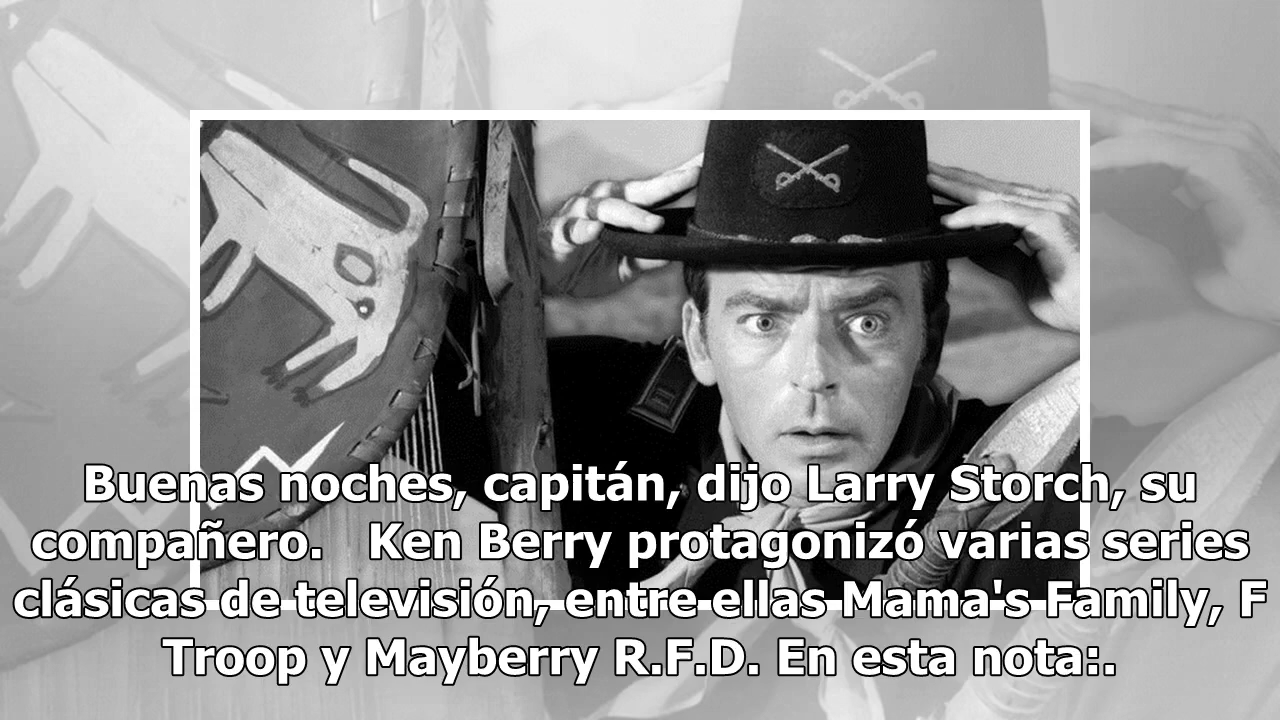 Buenas noches, capitán, dijo Larry Storch, su
compañero.   Ken Berry protagonizó varias series
clásicas de televisión, entre ellas Mama's Family, F
Troop y Mayberry R.F.D. En esta nota:.